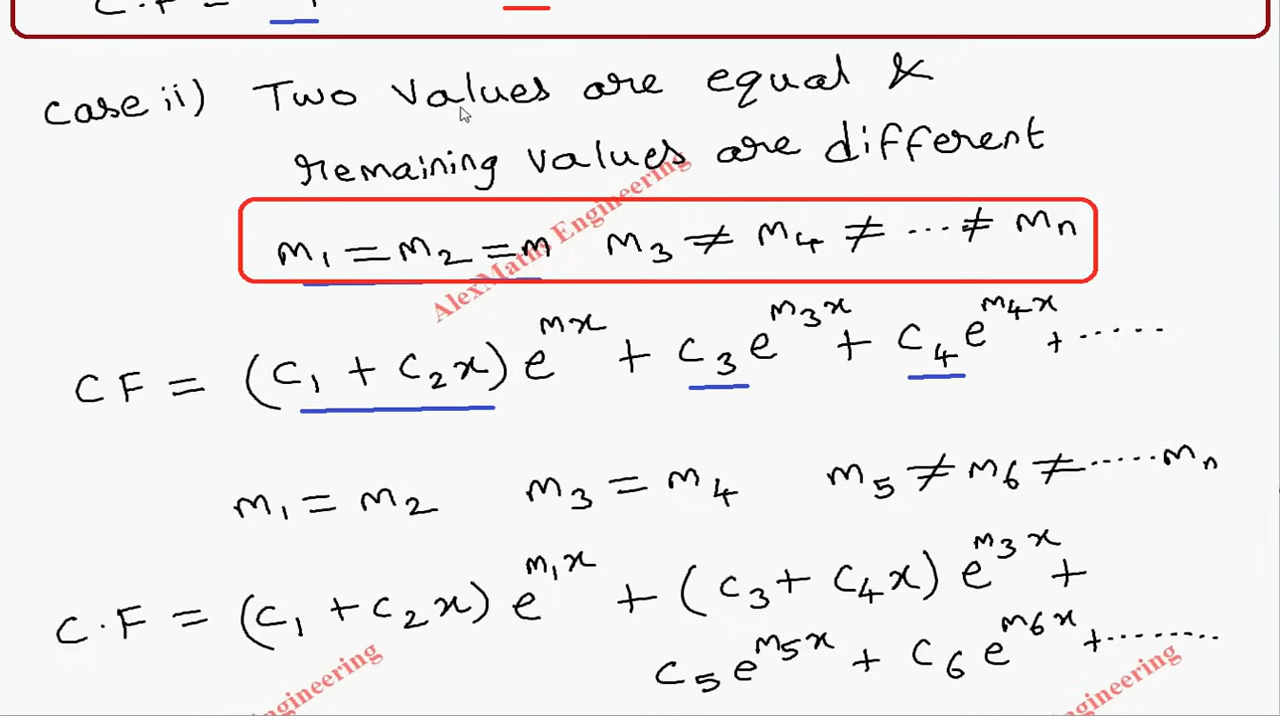 case ii) Two values are equal &
remaining values are different
m₁ = m₂ = m m₃ ≠ m₄ ≠ ... ≠ mₙ
CF = (c₁ + c₂x) e^{mx} + c₃ e^{m₃x} + c₄ e^{m₄x} + ......
m₁ = m₂ m₃ = m₄ m₅ ≠ m₆ ≠ ...... mₙ
C.F = (c₁ + c₂x) e^{m₁x} + (c₃ + c₄x) e^{m₃x} +
c₅ e^{m₅x} + c₆ e^{m₆x} + .........
AlexMaths Engineering